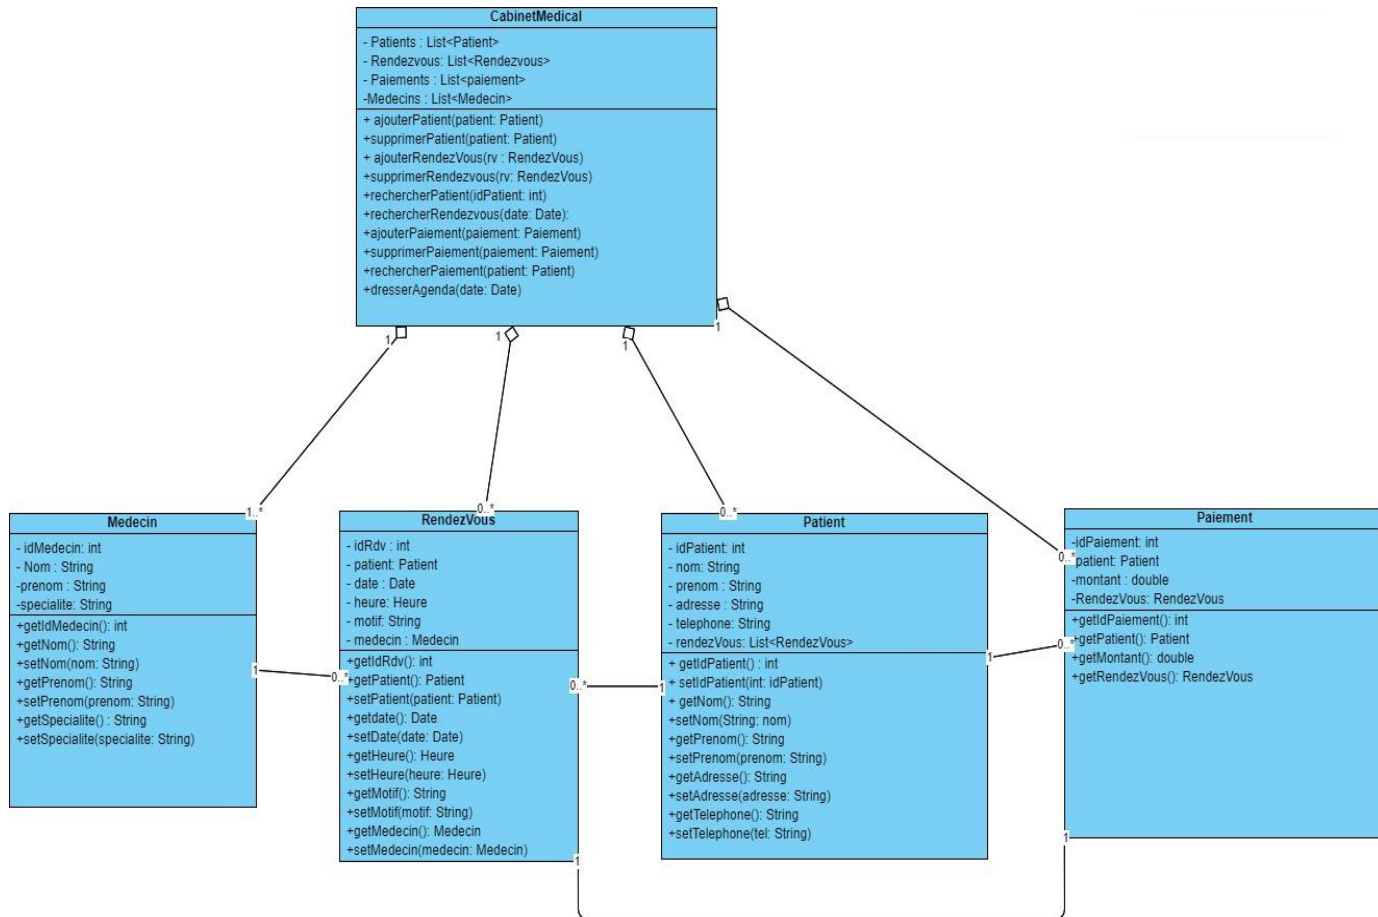 CabinetMedical
- Patients : List<Patient>
- Rendezvous: List<Rendezvous>
- Paiements : List<paiement>
-Medecins : List<Medecin>
+ ajouterPatient(patient: Patient)
+supprimerPatient(patient: Patient)
+ ajouterRendezVous(rv : RendezVous)
+supprimerRendezvous(rv: RendezVous)
+rechercherPatient(idPatient: int)
+rechercherRendezvous(date: Date):
+ajouterPaiement(paiement: Paiement)
+supprimerPaiement(paiement: Paiement)
+rechercherPaiement(patient: Patient)
+dresserAgenda(date: Date)
1
1
1
1
1..*
0..*
0..*
0..*
Medecin
- idMedecin: int
- Nom : String
-prenom : String
-specialite: String
+getIdMedecin(): int
+getNom(): String
+setNom(nom: String)
+getPrenom(): String
+setPrenom(prenom: String)
+getSpecialite() : String
+setSpecialite(specialite: String)
1
0..*
RendezVous
- idRdv : int
- patient: Patient
- date : Date
- heure: Heure
- motif: String
- medecin : Medecin
+getIdRdv(): int
+getPatient(): Patient
+setPatient(patient: Patient)
+getdate(): Date
+setDate(date: Date)
+getHeure(): Heure
+setHeure(heure: Heure)
+getMotif(): String
+setMotif(motif: String)
+getMedecin(): Medecin
+setMedecin(medecin: Medecin)
0..*
1
Patient
- idPatient: int
- nom: String
- prenom : String
- adresse : String
- telephone: String
- rendezVous: List<RendezVous>
+ getIdPatient() : int
+ setIdPatient(int: idPatient)
+ getNom(): String
+setNom(String: nom)
+getPrenom(): String
+setPrenom(prenom: String)
+getAdresse(): String
+setAdresse(adresse: String)
+getTelephone(): String
+setTelephone(tel: String)
1
0..*
Paiement
-idPaiement: int
patient: Patient
-montant : double
-RendezVous: RendezVous
+getIdPaiement(): int
+getPatient(): Patient
+getMontant(): double
+getRendezVous(): RendezVous
1
1